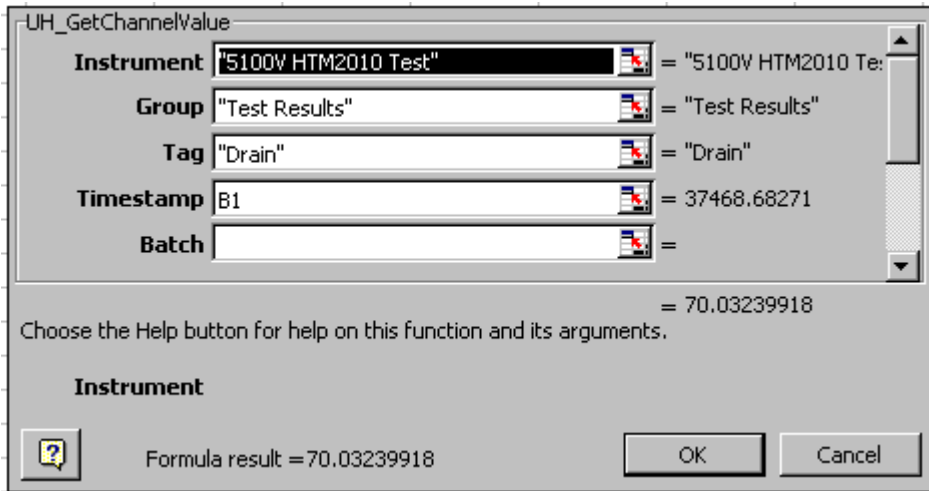 UH_GetChannelValue
Instrument "5100V HTM2010 Test" = "5100V HTM2010 Te:
Group "Test Results" = "Test Results"
Tag "Drain" = "Drain"
Timestamp B1 = 37468.68271
Batch =
= 70.03239918
Choose the Help button for help on this function and its arguments.
Instrument
? Formula result =70.03239918 OK Cancel